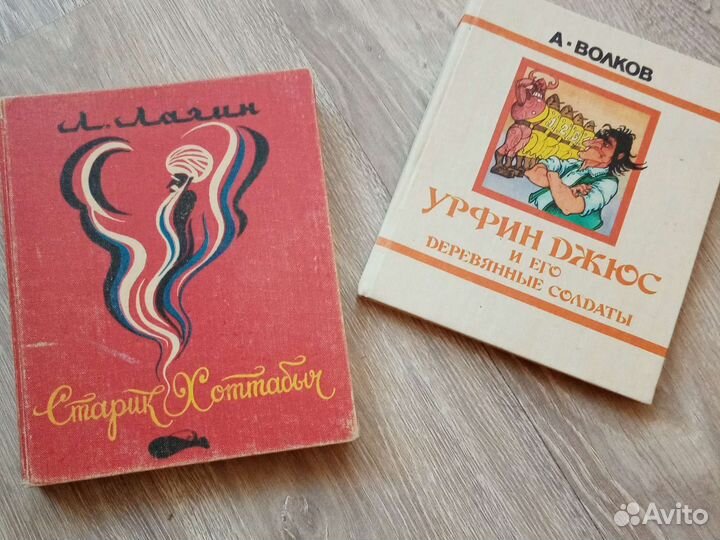 Л. Лагин
Старик Хоттабыч
А. ВОЛКОВ
УРФИН ДЖЮС
И ЕГО
ДЕРЕВЯННЫЕ СОЛДАТЫ
Avito